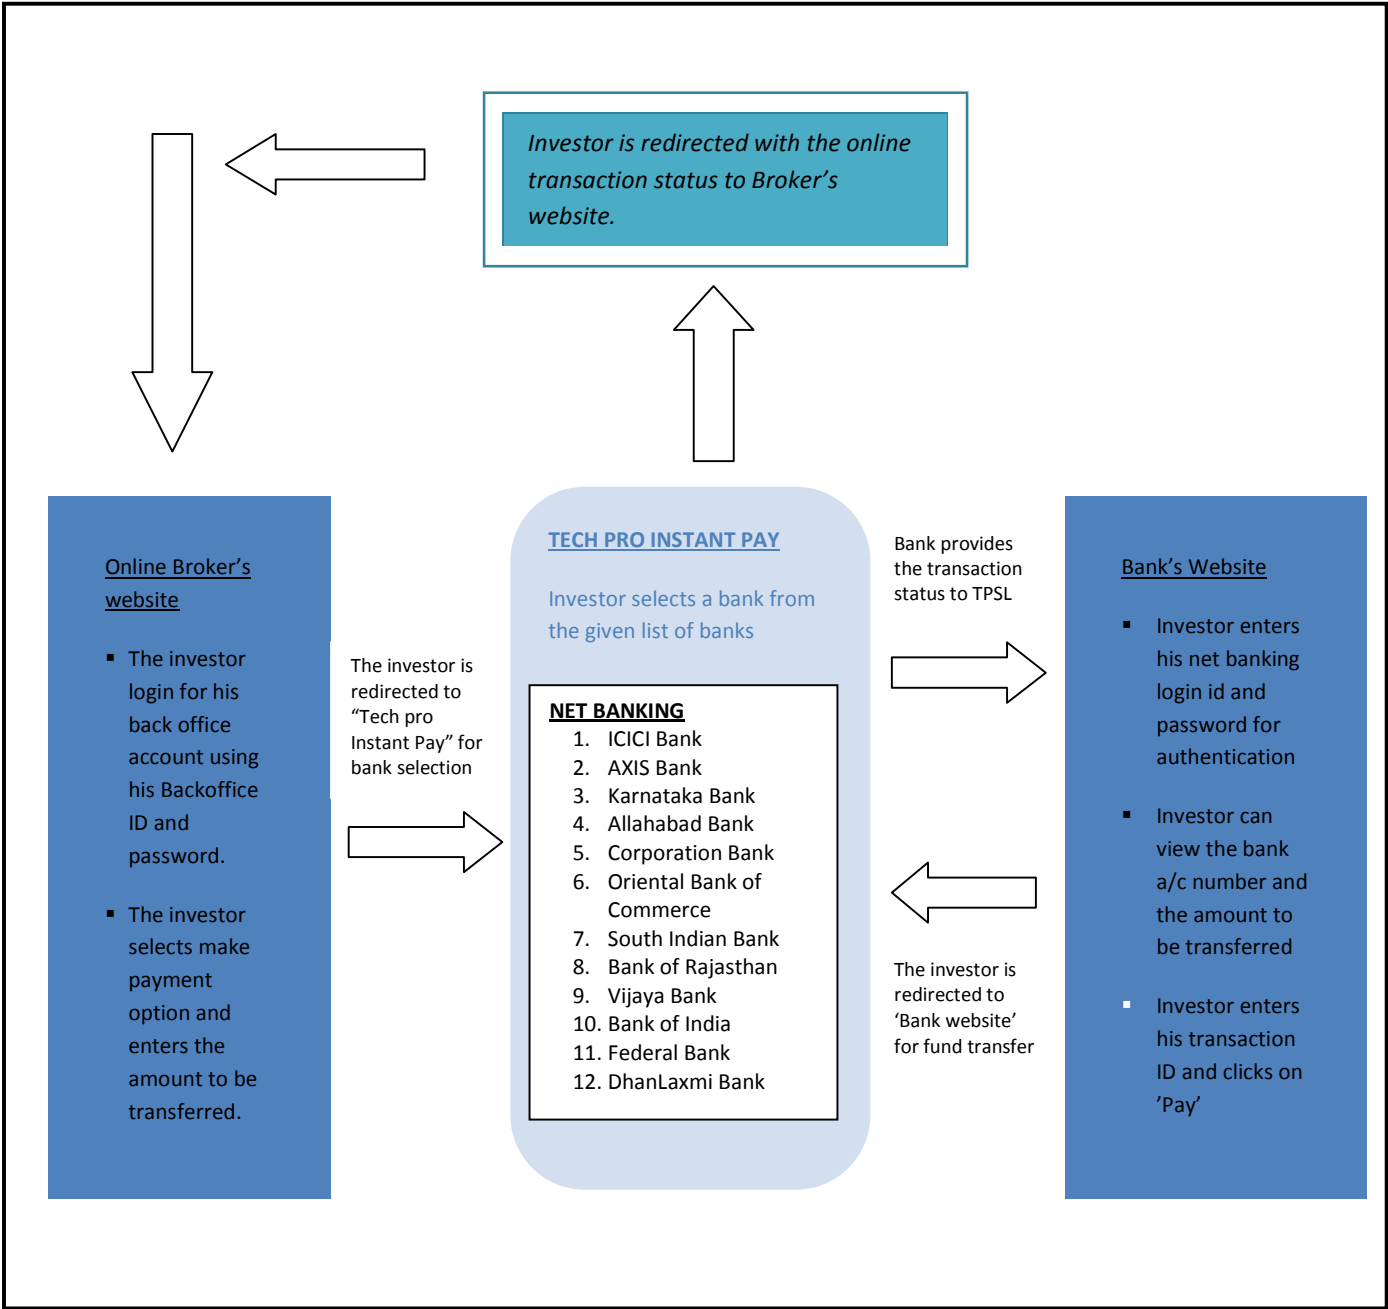 Investor is redirected with the online
transaction status to Broker’s
website.
Online Broker’s
website
▪ The investor
login for his
back office
account using
his Backoffice
ID and
password.
▪ The investor
selects make
payment
option and
enters the
amount to be
transferred.
The investor is
redirected to
“Tech pro
Instant Pay” for
bank selection
TECH PRO INSTANT PAY
Investor selects a bank from
the given list of banks
NET BANKING
1. ICICI Bank
2. AXIS Bank
3. Karnataka Bank
4. Allahabad Bank
5. Corporation Bank
6. Oriental Bank of
Commerce
7. South Indian Bank
8. Bank of Rajasthan
9. Vijaya Bank
10. Bank of India
11. Federal Bank
12. DhanLaxmi Bank
Bank provides
the transaction
status to TPSL
The investor is
redirected to
‘Bank website’
for fund transfer
Bank’s Website
▪ Investor enters
his net banking
login id and
password for
authentication
▪ Investor can
view the bank
a/c number and
the amount to
be transferred
▪ Investor enters
his transaction
ID and clicks on
’Pay’